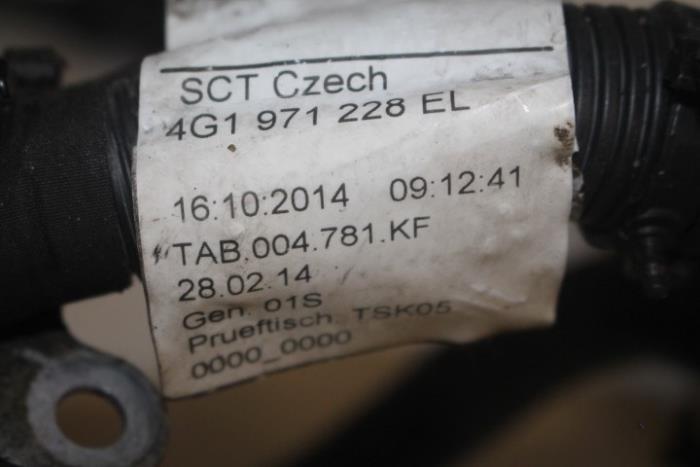 SCT Czech
4G1 971 228 EL
16:10:2014 09:12:41
TAB.004.781.KF
28.02.14
Gen. 01S
Prueftisch. TSK05
0000_0000